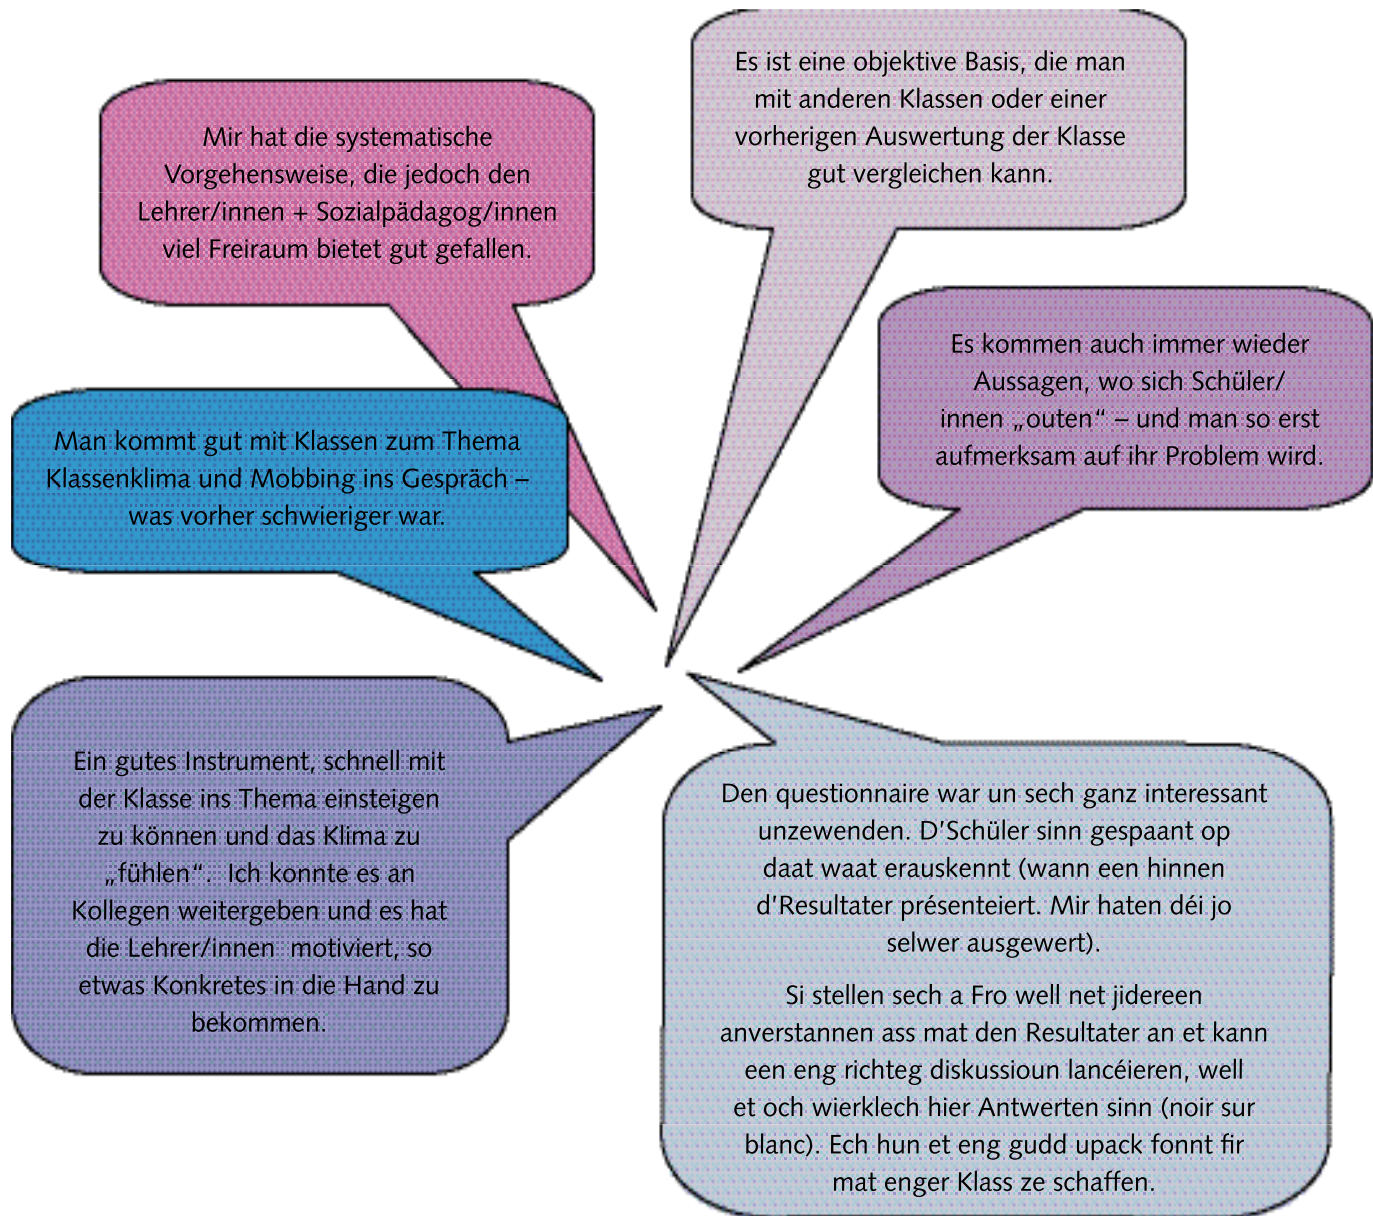 Mir hat die systematische
Vorgehensweise, die jedoch den
Lehrer/innen + Sozialpädagog/innen
viel Freiraum bietet gut gefallen.
Es ist eine objektive Basis, die man
mit anderen Klassen oder einer
vorherigen Auswertung der Klasse
gut vergleichen kann.
Es kommen auch immer wieder
Aussagen, wo sich Schüler/
innen „outen“ – und man so erst
aufmerksam auf ihr Problem wird.
Man kommt gut mit Klassen zum Thema
Klassenklima und Mobbing ins Gespräch –
was vorher schwieriger war.
Ein gutes Instrument, schnell mit
der Klasse ins Thema einsteigen
zu können und das Klima zu
„fühlen“. Ich konnte es an
Kollegen weitergeben und es hat
die Lehrer/innen motiviert, so
etwas Konkretes in die Hand zu
bekommen.
Den questionnaire war un sech ganz interessant
unzewenden. D’Schüler sinn gespaant op
daat waat erauskennt (wann een hinnen
d’Resultater présenteiert. Mir haten déi jo
selwer ausgewert).
Si stellen sech a Fro well net jidereen
anverstannen ass mat den Resultater an et kann
een eng richteg diskussioun lancéieren, well
et och wierklech hier Antwerten sinn (noir sur
blanc). Ech hun et eng gudd upack fonnt fir
mat enger Klass ze schaffen.